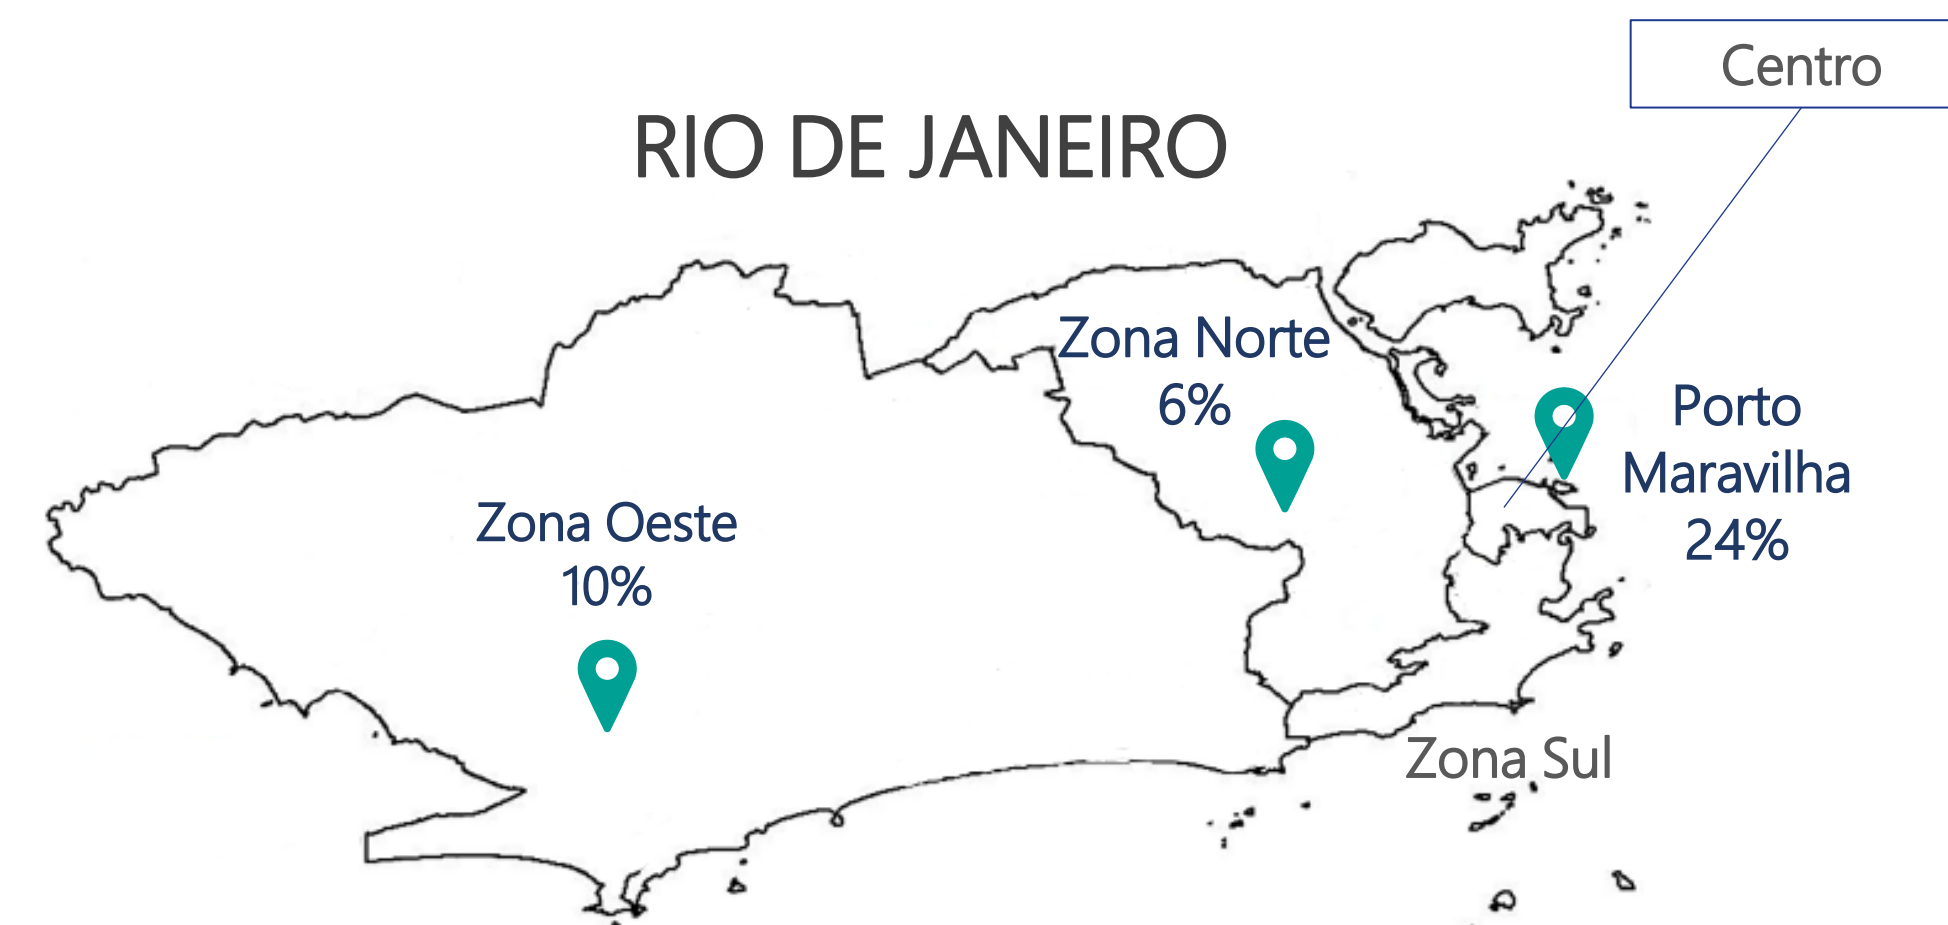 Centro
RIO DE JANEIRO
Zona Norte
6%
Porto
Maravilha
24%
Zona Oeste
10%
Zona Sul